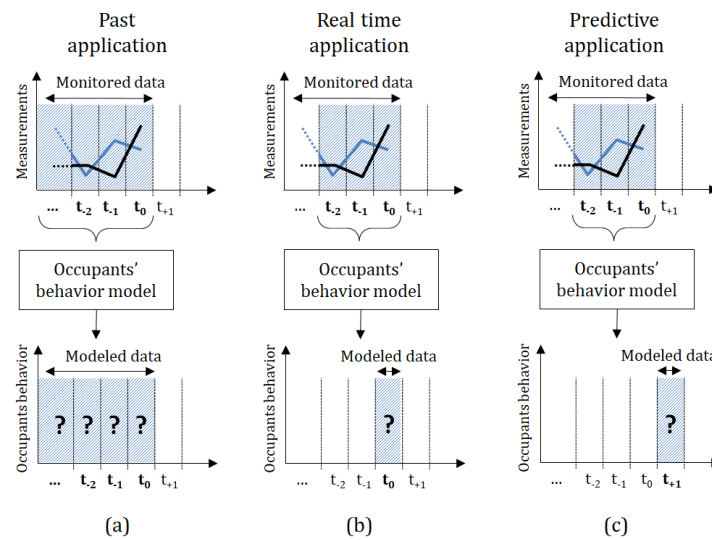 Past
application
Monitored data
Measurements
... t-2 t-1 t0 t+1
Occupants'
behavior model
Modeled data
Occupants behavior
? ? ? ?
... t-2 t-1 t0 t+1
(a)
Real time
application
Monitored data
Measurements
... t-2 t-1 t0 t+1
Occupants'
behavior model
Modeled data
Occupants behavior
?
... t-2 t-1 t0 t+1
(b)
Predictive
application
Monitored data
Measurements
... t-2 t-1 t0 t+1
Occupants'
behavior model
Modeled data
Occupants behavior
?
... t-2 t-1 t0 t+1
(c)